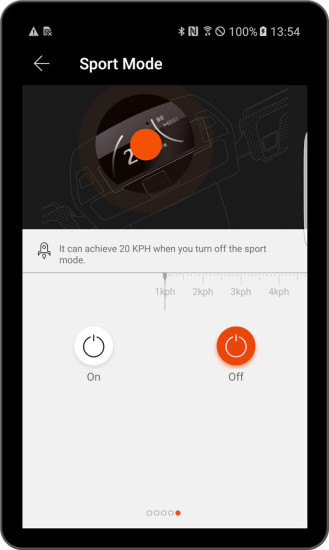 100% 13:54
Sport Mode
It can achieve 20 KPH when you turn off the sport
mode.
1kph 2kph 3kph 4kph
On Off